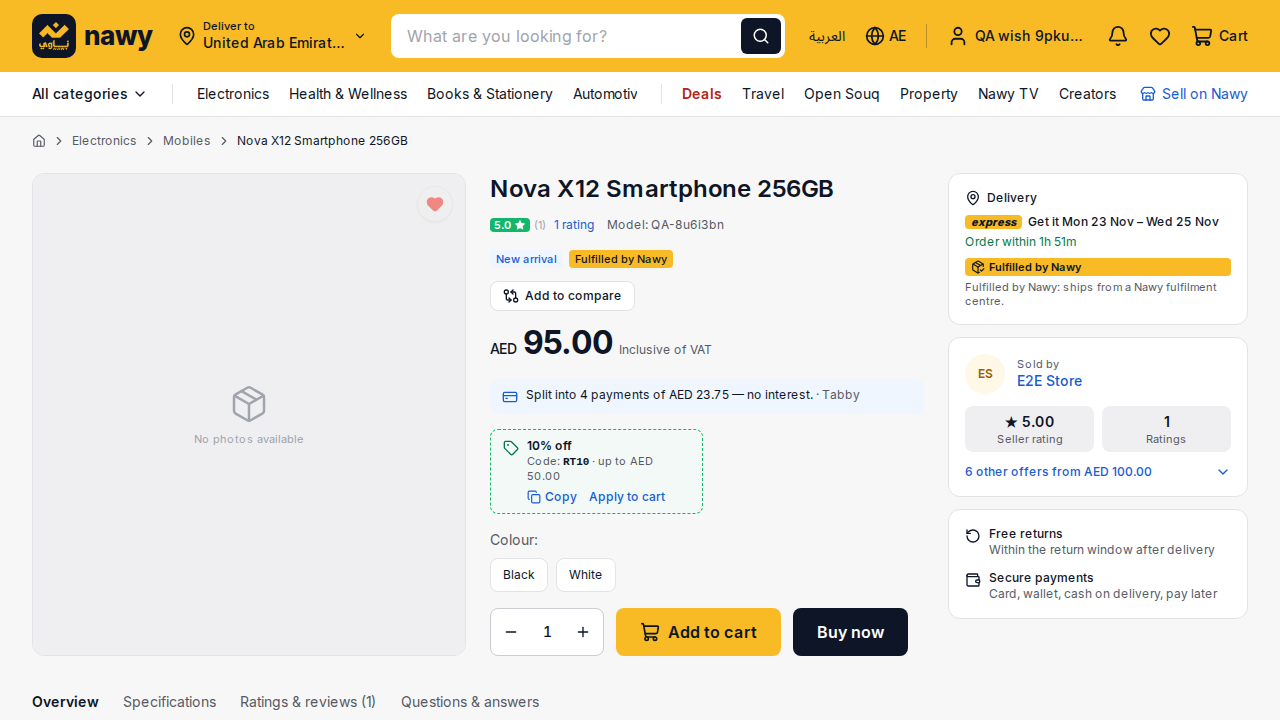 نـاوي
nawy
Deliver to
United Arab Emirat...
What are you looking for?
العربية
AE
QA wish 9pku...
Cart
All categories
Electronics
Health & Wellness
Books & Stationery
Automotiv
Deals
Travel
Open Souq
Property
Nawy TV
Creators
Sell on Nawy
Electronics
Mobiles
Nova X12 Smartphone 256GB
No photos available
Nova X12 Smartphone 256GB
5.0 ★ (1) 1 rating Model: QA-8u6l3bn
New arrival
Fulfilled by Nawy
Add to compare
AED 95.00 Inclusive of VAT
Split into 4 payments of AED 23.75 — no interest. · Tabby
10% off
Code: RT10 · up to AED
50.00
Copy
Apply to cart
Colour:
Black
White
1
Add to cart
Buy now
Delivery
express Get it Mon 23 Nov – Wed 25 Nov
Order within 1h 51m
Fulfilled by Nawy
Fulfilled by Nawy: ships from a Nawy fulfilment
centre.
ES
Sold by
E2E Store
★ 5.00
Seller rating
1
Ratings
6 other offers from AED 100.00
Free returns
Within the return window after delivery
Secure payments
Card, wallet, cash on delivery, pay later
Overview
Specifications
Ratings & reviews (1)
Questions & answers